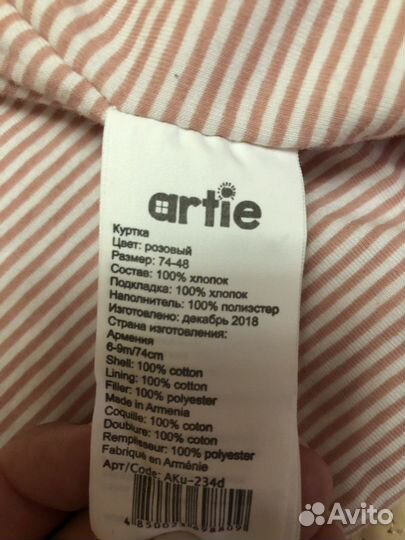 artie
Куртка
Цвет: розовый
Размер: 74-48
Состав: 100% хлопок
Подкладка: 100% хлопок
Наполнитель: 100% полиэстер
Изготовлено: декабрь 2018
Страна изготовления:
Армения
6-9m/74cm
Shell: 100% cotton
Lining: 100% cotton
Filler: 100% polyester
Made in Armenia
Coquille: 100% coton
Doublure: 100% coton
Remplisseur: 100% polyester
Fabriqué en Arménie
Арт/Code: AKu-234d
Avito